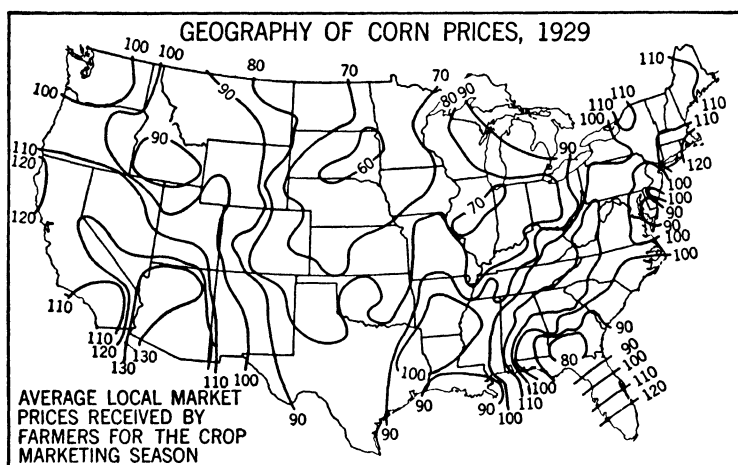 GEOGRAPHY OF CORN PRICES, 1929
100 100 80 70 70 110
100 90 80 90
110 110
100 110
110
90 90
110 60 120
120
100
120 70 100
90
90
100
100
110 90
110 80 90
120 100 100
130 130 110 100 90 90 110 110
100 120
90 90
AVERAGE LOCAL MARKET
PRICES RECEIVED BY
FARMERS FOR THE CROP
MARKETING SEASON